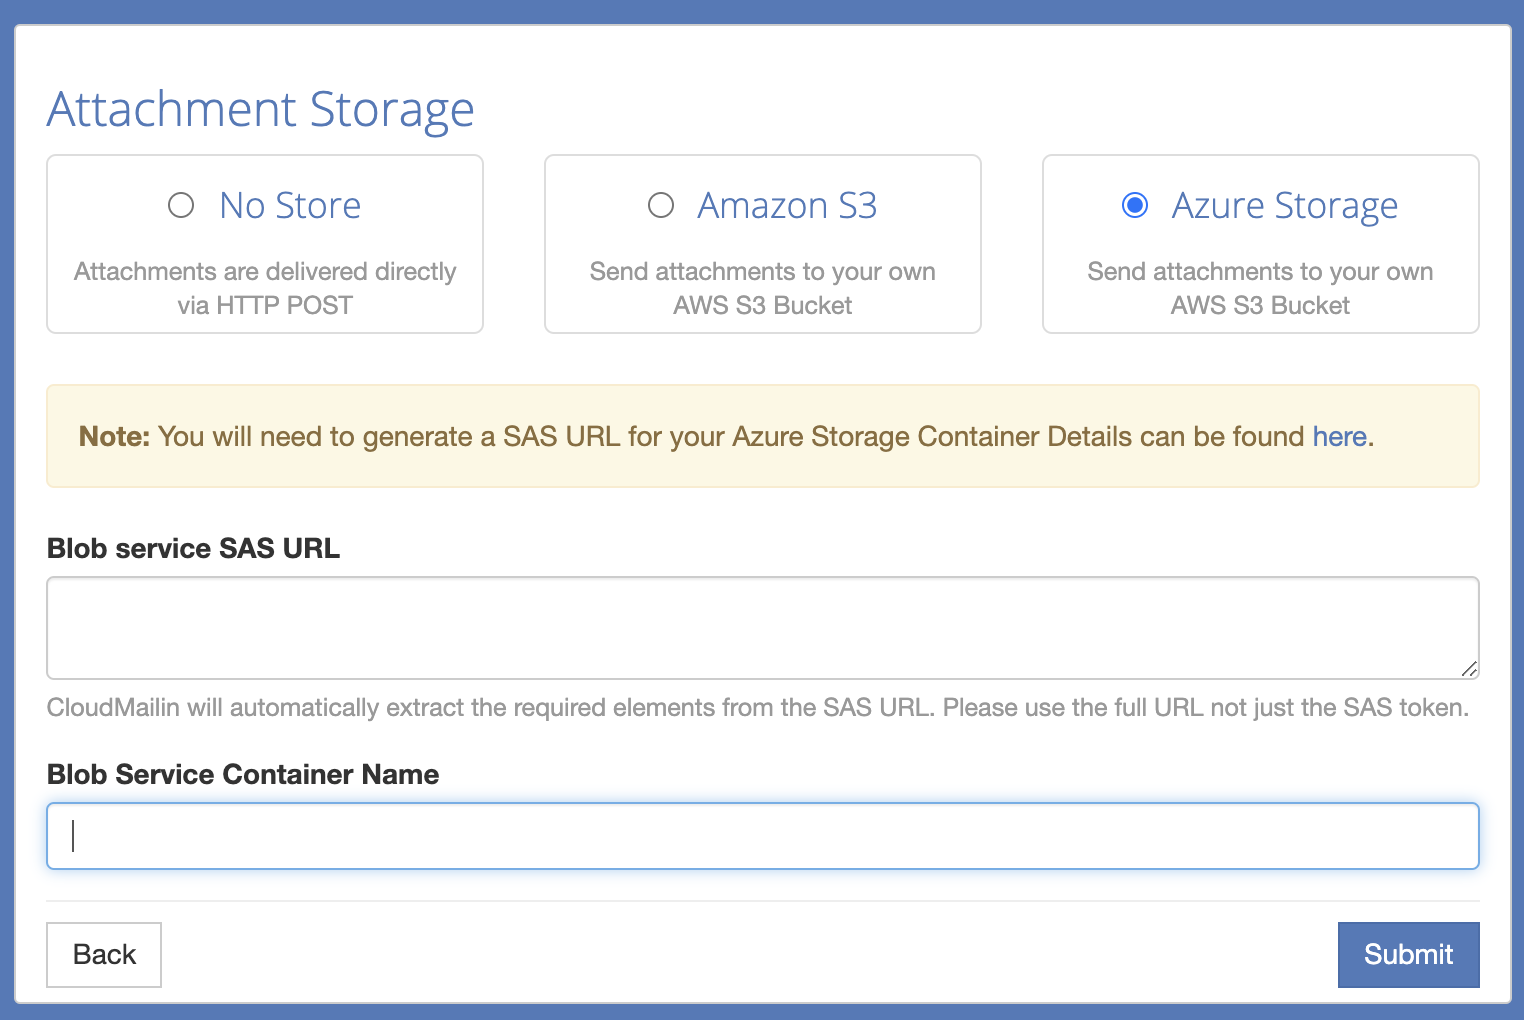 Attachment Storage
No Store
Attachments are delivered directly
via HTTP POST
Amazon S3
Send attachments to your own
AWS S3 Bucket
Azure Storage
Send attachments to your own
AWS S3 Bucket
Note: You will need to generate a SAS URL for your Azure Storage Container Details can be found here.
Blob service SAS URL
CloudMailin will automatically extract the required elements from the SAS URL. Please use the full URL not just the SAS token.
Blob Service Container Name
Back
Submit